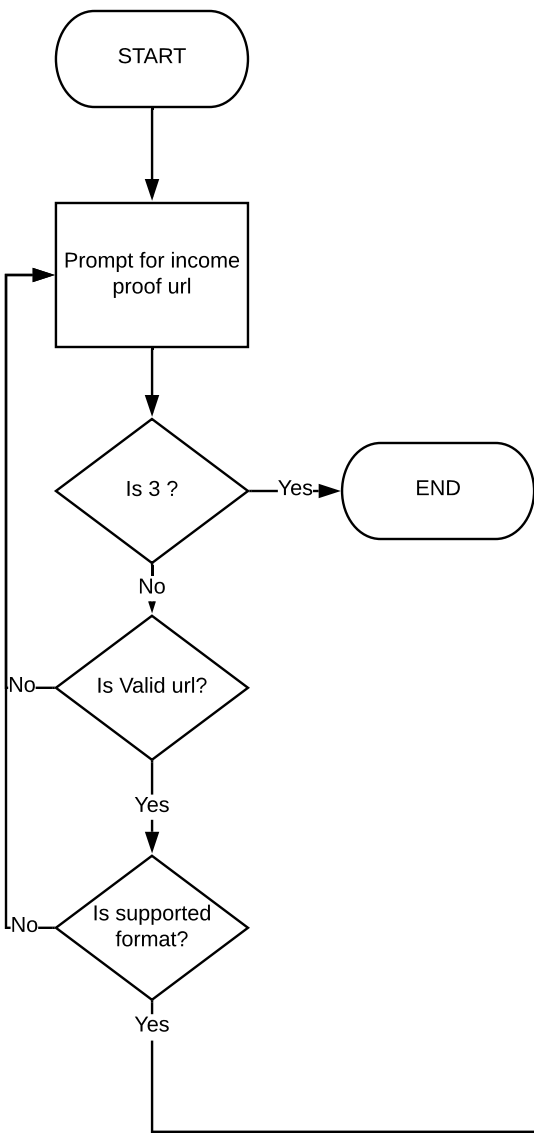 START
Prompt for income
proof url
Is 3 ?
Yes
END
No
Is Valid url?
No
Yes
Is supported
format?
No
Yes